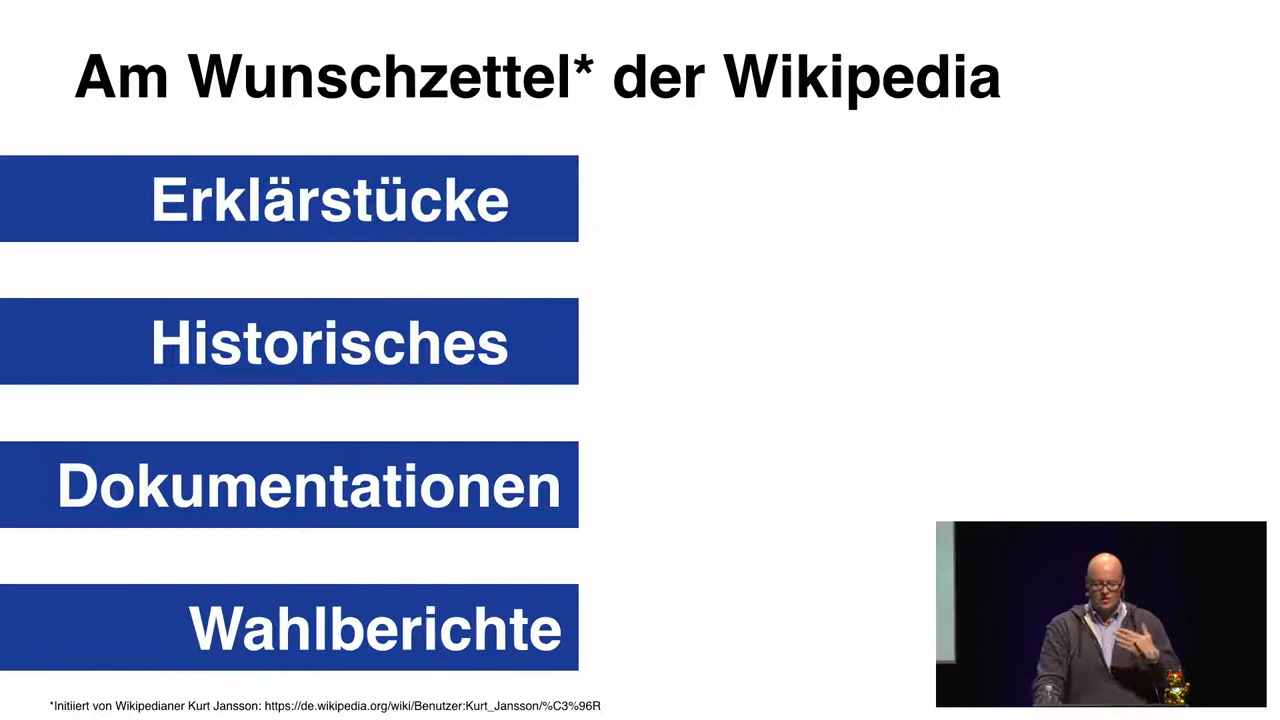 Am Wunschzettel* der Wikipedia
Erklärstücke
Historisches
Dokumentationen
Wahlberichte
*Initiiert von Wikipedianer Kurt Jansson: https://de.wikipedia.org/wiki/Benutzer:Kurt_Jansson/%C3%96R